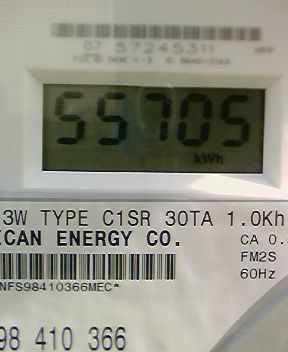 07 57245311
55705
kWh
3W TYPE C1SR 30TA 1.0Kh
ICAN ENERGY CO.
CA 0.
FM2S
NFS98410366MEC*
60Hz
98 410 366